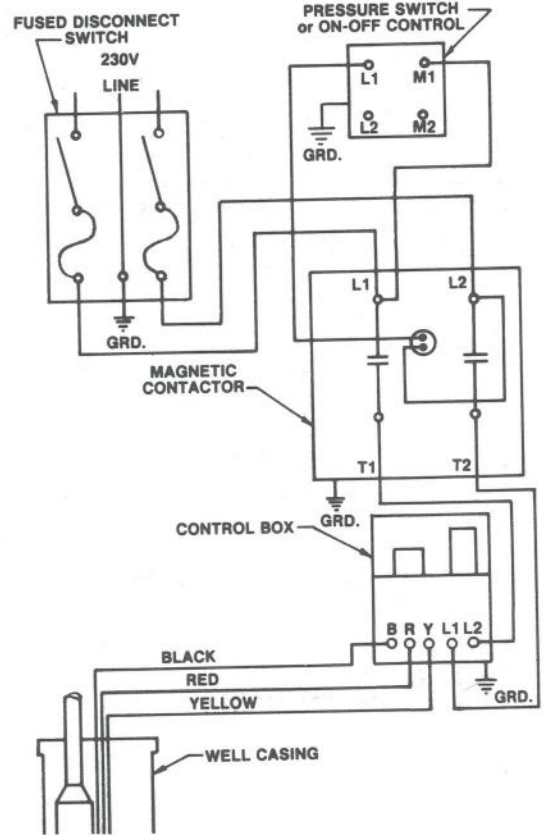 FUSED DISCONNECT
SWITCH
230V
LINE
PRESSURE SWITCH
or ON-OFF CONTROL
L1
M1
L2
M2
GRD.
GRD.
L1
L2
MAGNETIC
CONTACTOR
T1
T2
GRD.
CONTROL BOX
B R Y L1 L2
GRD.
BLACK
RED
YELLOW
WELL CASING